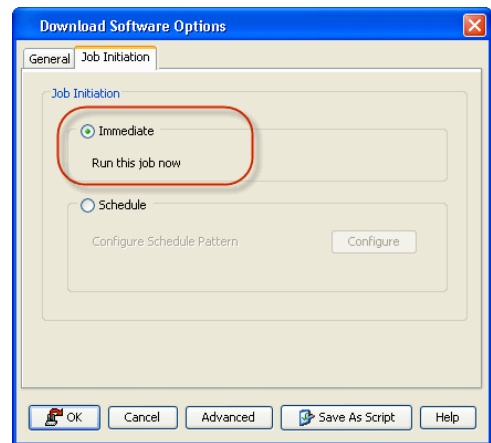 Download Software Options
General Job Initiation
Job Initiation
Immediate
Run this job now
Schedule
Configure Schedule Pattern Configure
OK Cancel Advanced Save As Script Help